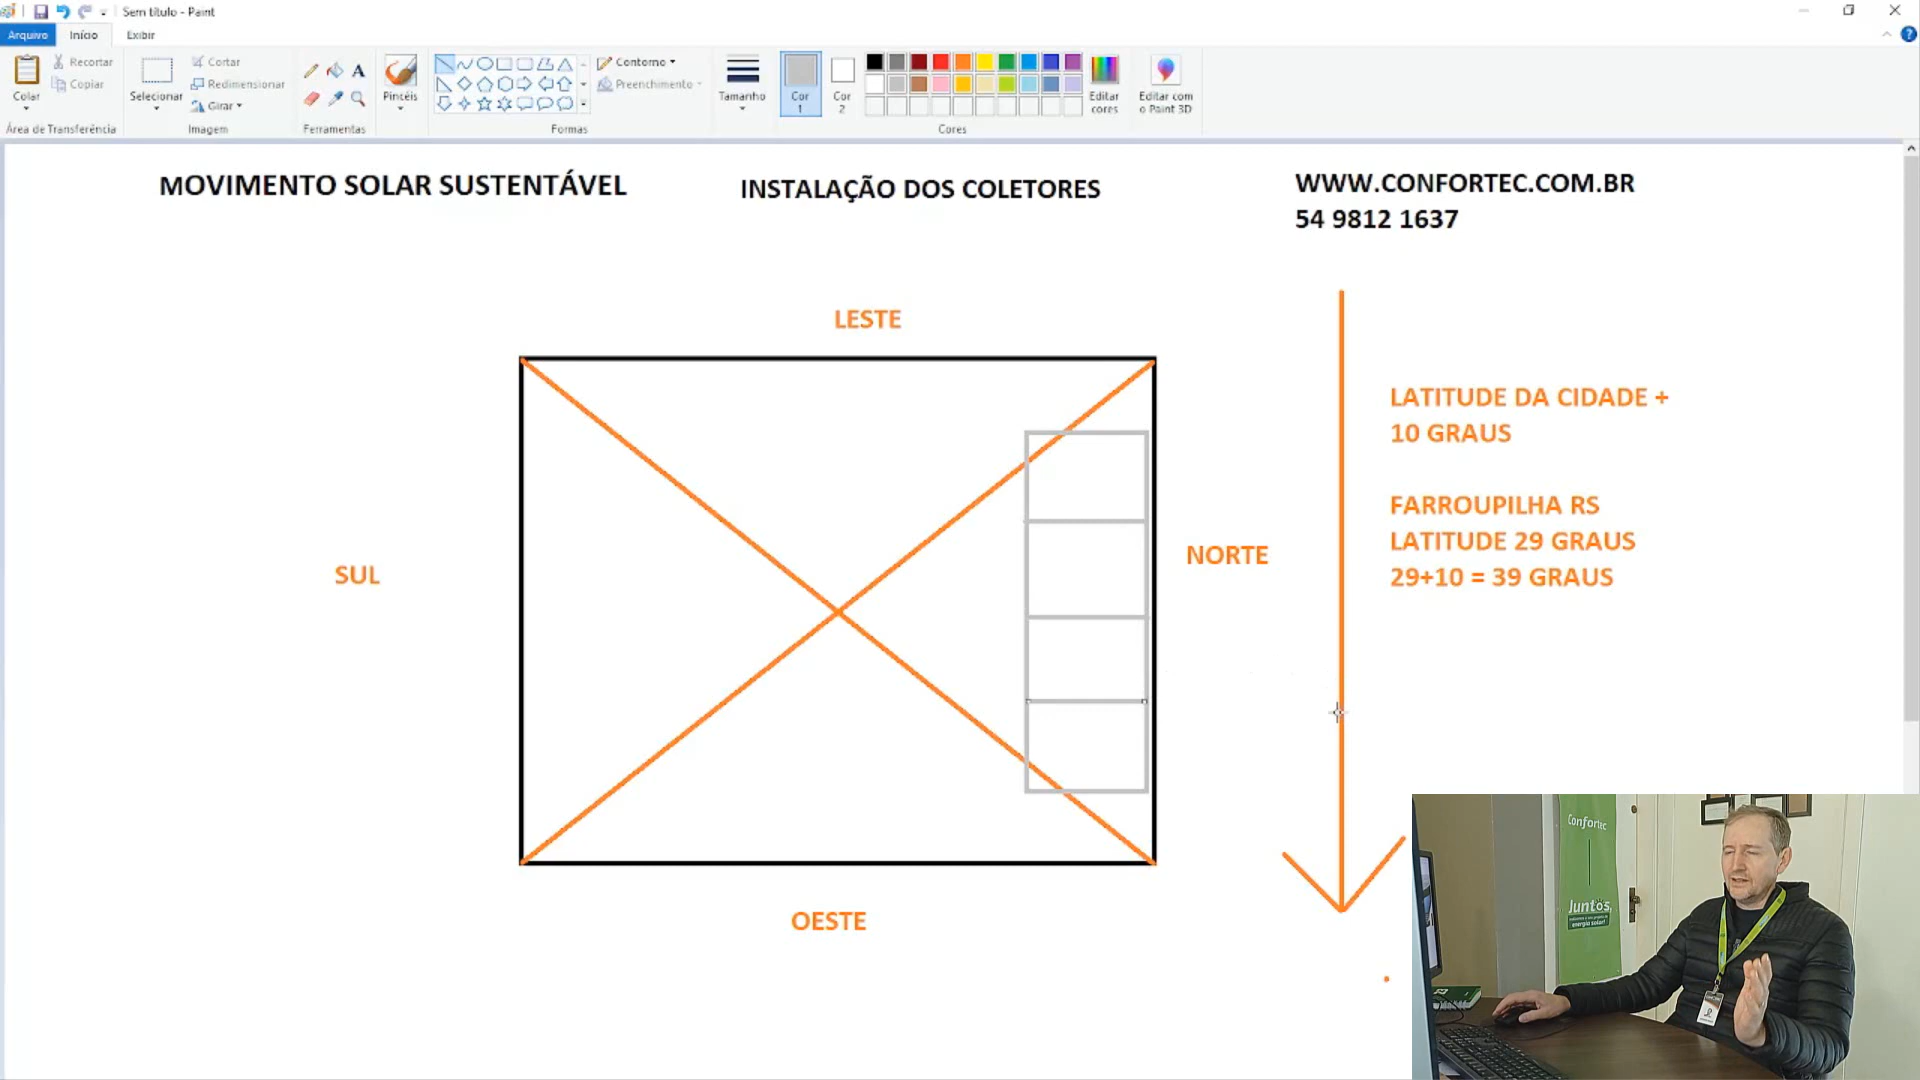 Sem título - Paint
Arquivo
Início
Exibir
Colar
Recortar
Copiar
Área de Transferência
Selecionar
Cortar
Redimensionar
Girar
Imagem
Ferramentas
Pincéis
Contorno
Preenchimento
Formas
Tamanho
Cor
1
Cor
2
Cores
Editar
cores
Editar com
o Paint 3D
MOVIMENTO SOLAR SUSTENTÁVEL
INSTALAÇÃO DOS COLETORES
WWW.CONFORTEC.COM.BR
54 9812 1637
LESTE
LATITUDE DA CIDADE +
10 GRAUS
FARROUPILHA RS
LATITUDE 29 GRAUS
29+10 = 39 GRAUS
NORTE
SUL
OESTE
Confortec
Juntos
energia solar!